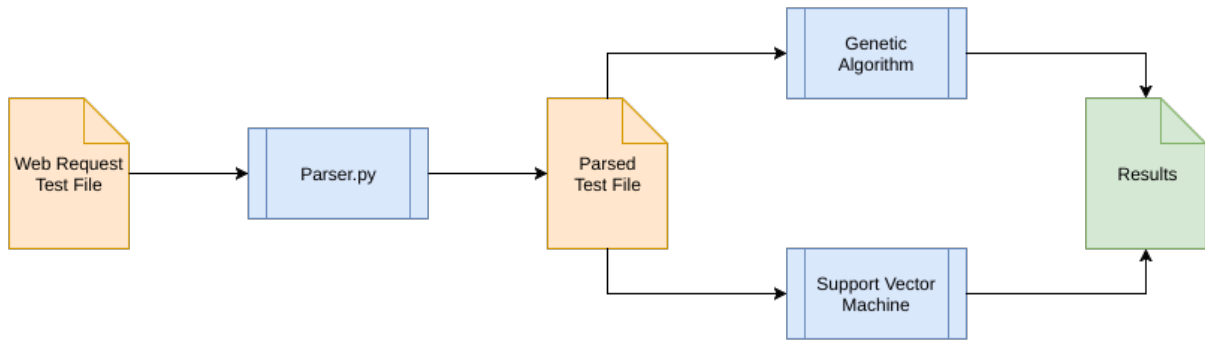 Web Request
Test File
Parser.py
Parsed
Test File
Genetic
Algorithm
Support Vector
Machine
Results